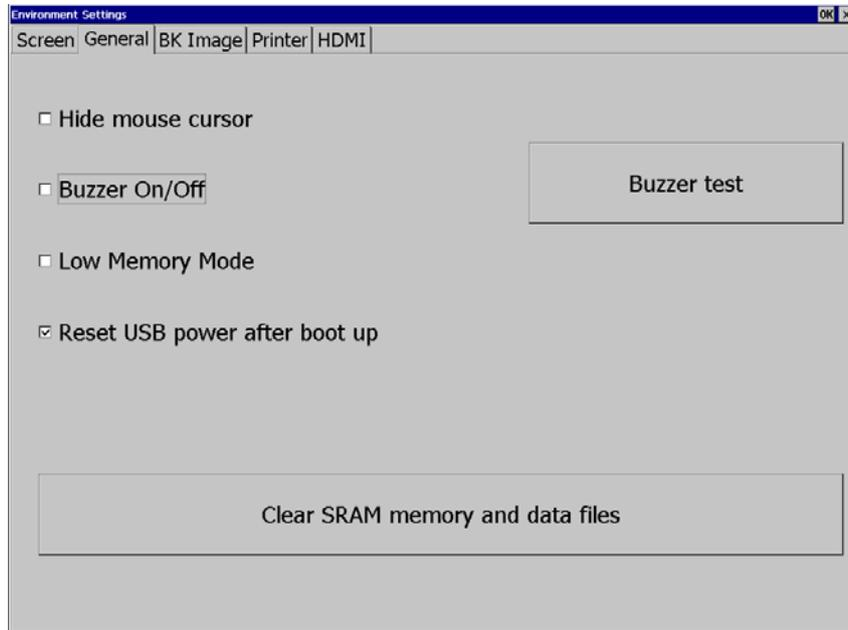 Environment Settings OK ×
Screen General BK Image Printer HDMI
Hide mouse cursor
Buzzer On/Off
Buzzer test
Low Memory Mode
Reset USB power after boot up
Clear SRAM memory and data files